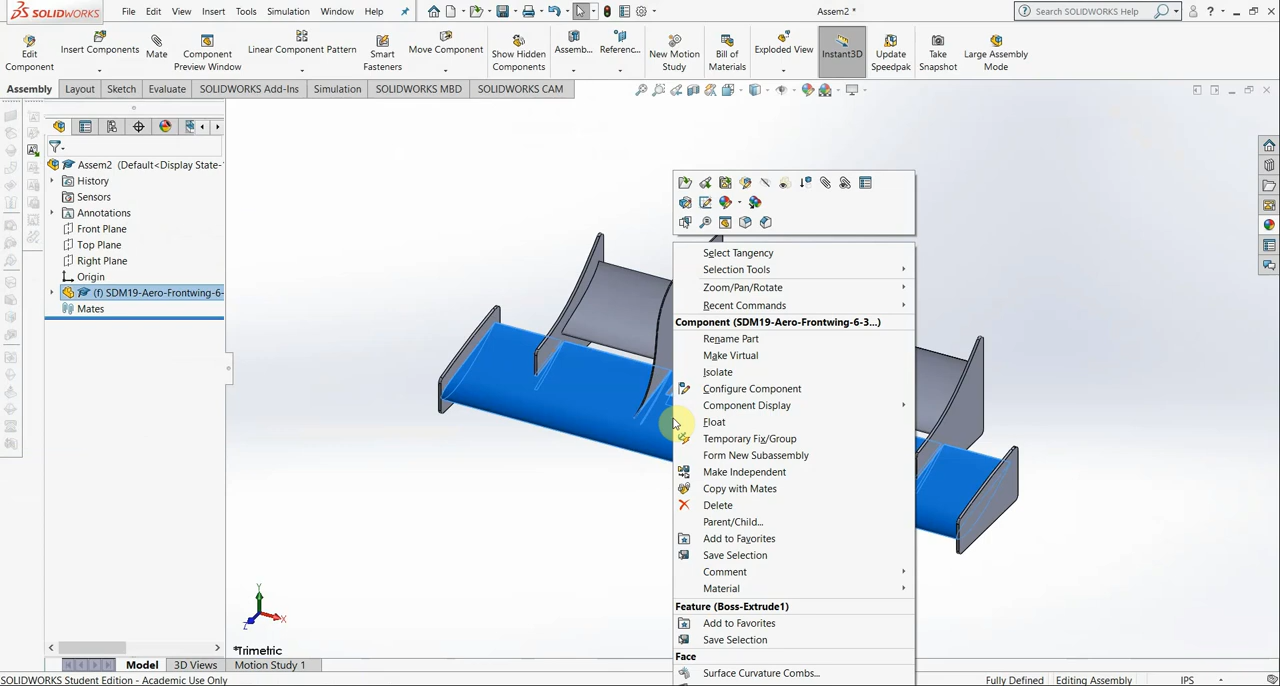 SOLIDWORKS File Edit View Insert Tools Simulation Window Help Assem2 * Search SOLIDWORKS Help
Edit Component
Insert Components
Mate
Component Preview Window
Linear Component Pattern
Smart Fasteners
Move Component
Show Hidden Components
Assemb...
Referenc...
New Motion Study
Bill of Materials
Exploded View
Instant3D
Update Speedpak
Take Snapshot
Large Assembly Mode
Assembly Layout Sketch Evaluate SOLIDWORKS Add-Ins Simulation SOLIDWORKS MBD SOLIDWORKS CAM
Assem2 (Default<Display State-
History
Sensors
Annotations
Front Plane
Top Plane
Right Plane
Origin
(f) SDM19-Aero-Frontwing-6-
Mates
Select Tangency
Selection Tools
Zoom/Pan/Rotate
Recent Commands
Component (SDM19-Aero-Frontwing-6-3...)
Rename Part
Make Virtual
Isolate
Configure Component
Component Display
Float
Temporary Fix/Group
Form New Subassembly
Make Independent
Copy with Mates
Delete
Parent/Child...
Add to Favorites
Save Selection
Comment
Material
Feature (Boss-Extrude1)
Add to Favorites
Save Selection
Face
Surface Curvature Combs...
Y
X
Z
*Trimetric
Model 3D Views Motion Study 1
SOLIDWORKS Student Edition - Academic Use Only Fully Defined Editing Assembly IPS